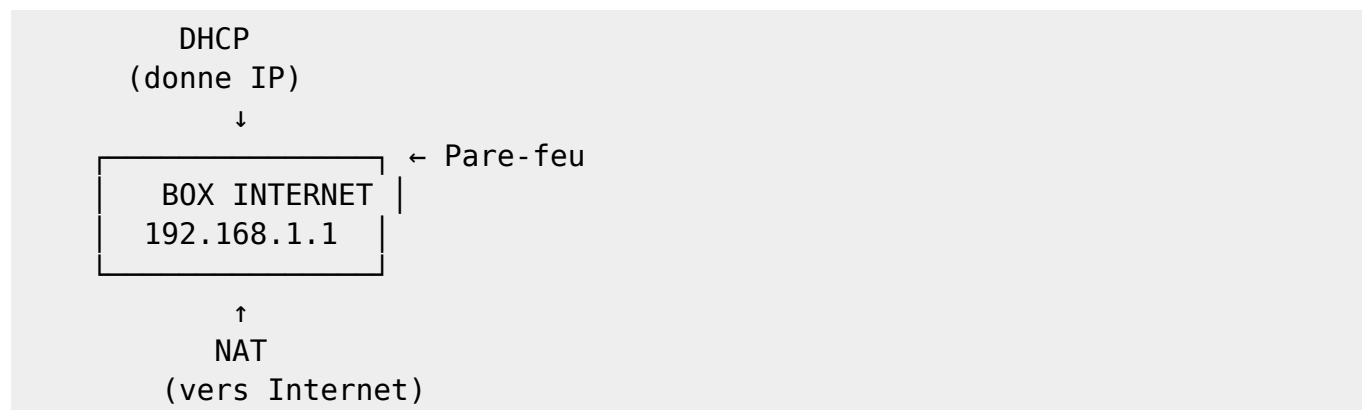 DHCP
(donne IP)
↓
← Pare-feu
BOX INTERNET
192.168.1.1
↑
NAT
(vers Internet)